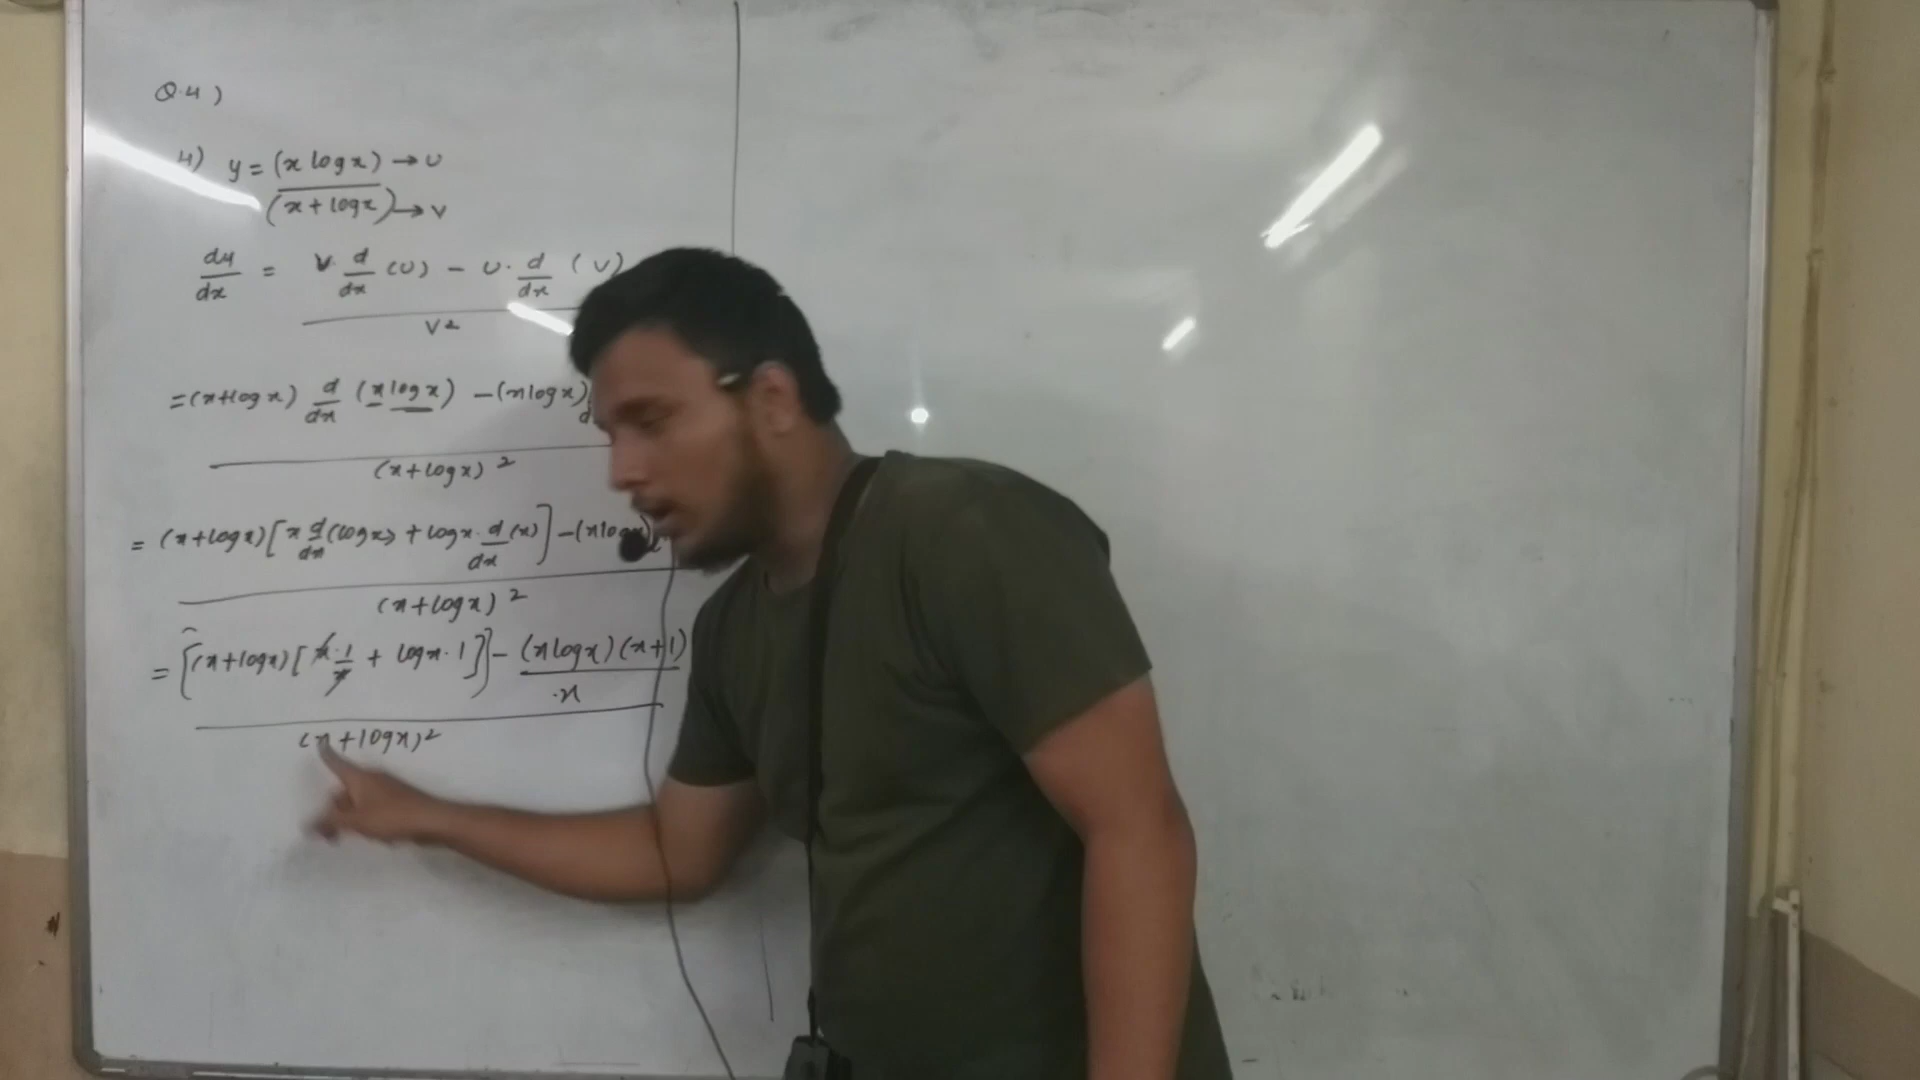 Q.4)
4) y = (x log x) → U
(x + log x) → V
dy/dx = V. d/dx (U) - U. d/dx (V)
V²
= (x+log x) d/dx (x log x) - (x log x)
(x+log x)²
= (x+log x) [x d/dx (log x) + log x. d/dx (x)] - (x log x)
(x+log x)²
= [(x+log x) [x. 1/x + log x. 1]] - (x log x)(x+1)/x
(x+log x)²